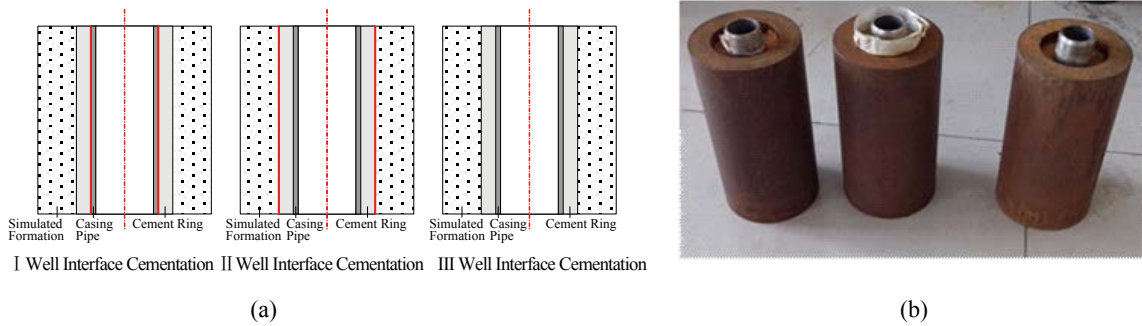 Simulated Casing Cement Ring
Formation Pipe
Simulated Casing Cement Ring
Formation Pipe
Simulated Casing Cement Ring
Formation Pipe
Ⅰ Well Interface Cementation Ⅱ Well Interface Cementation Ⅲ Well Interface Cementation
(a) (b)